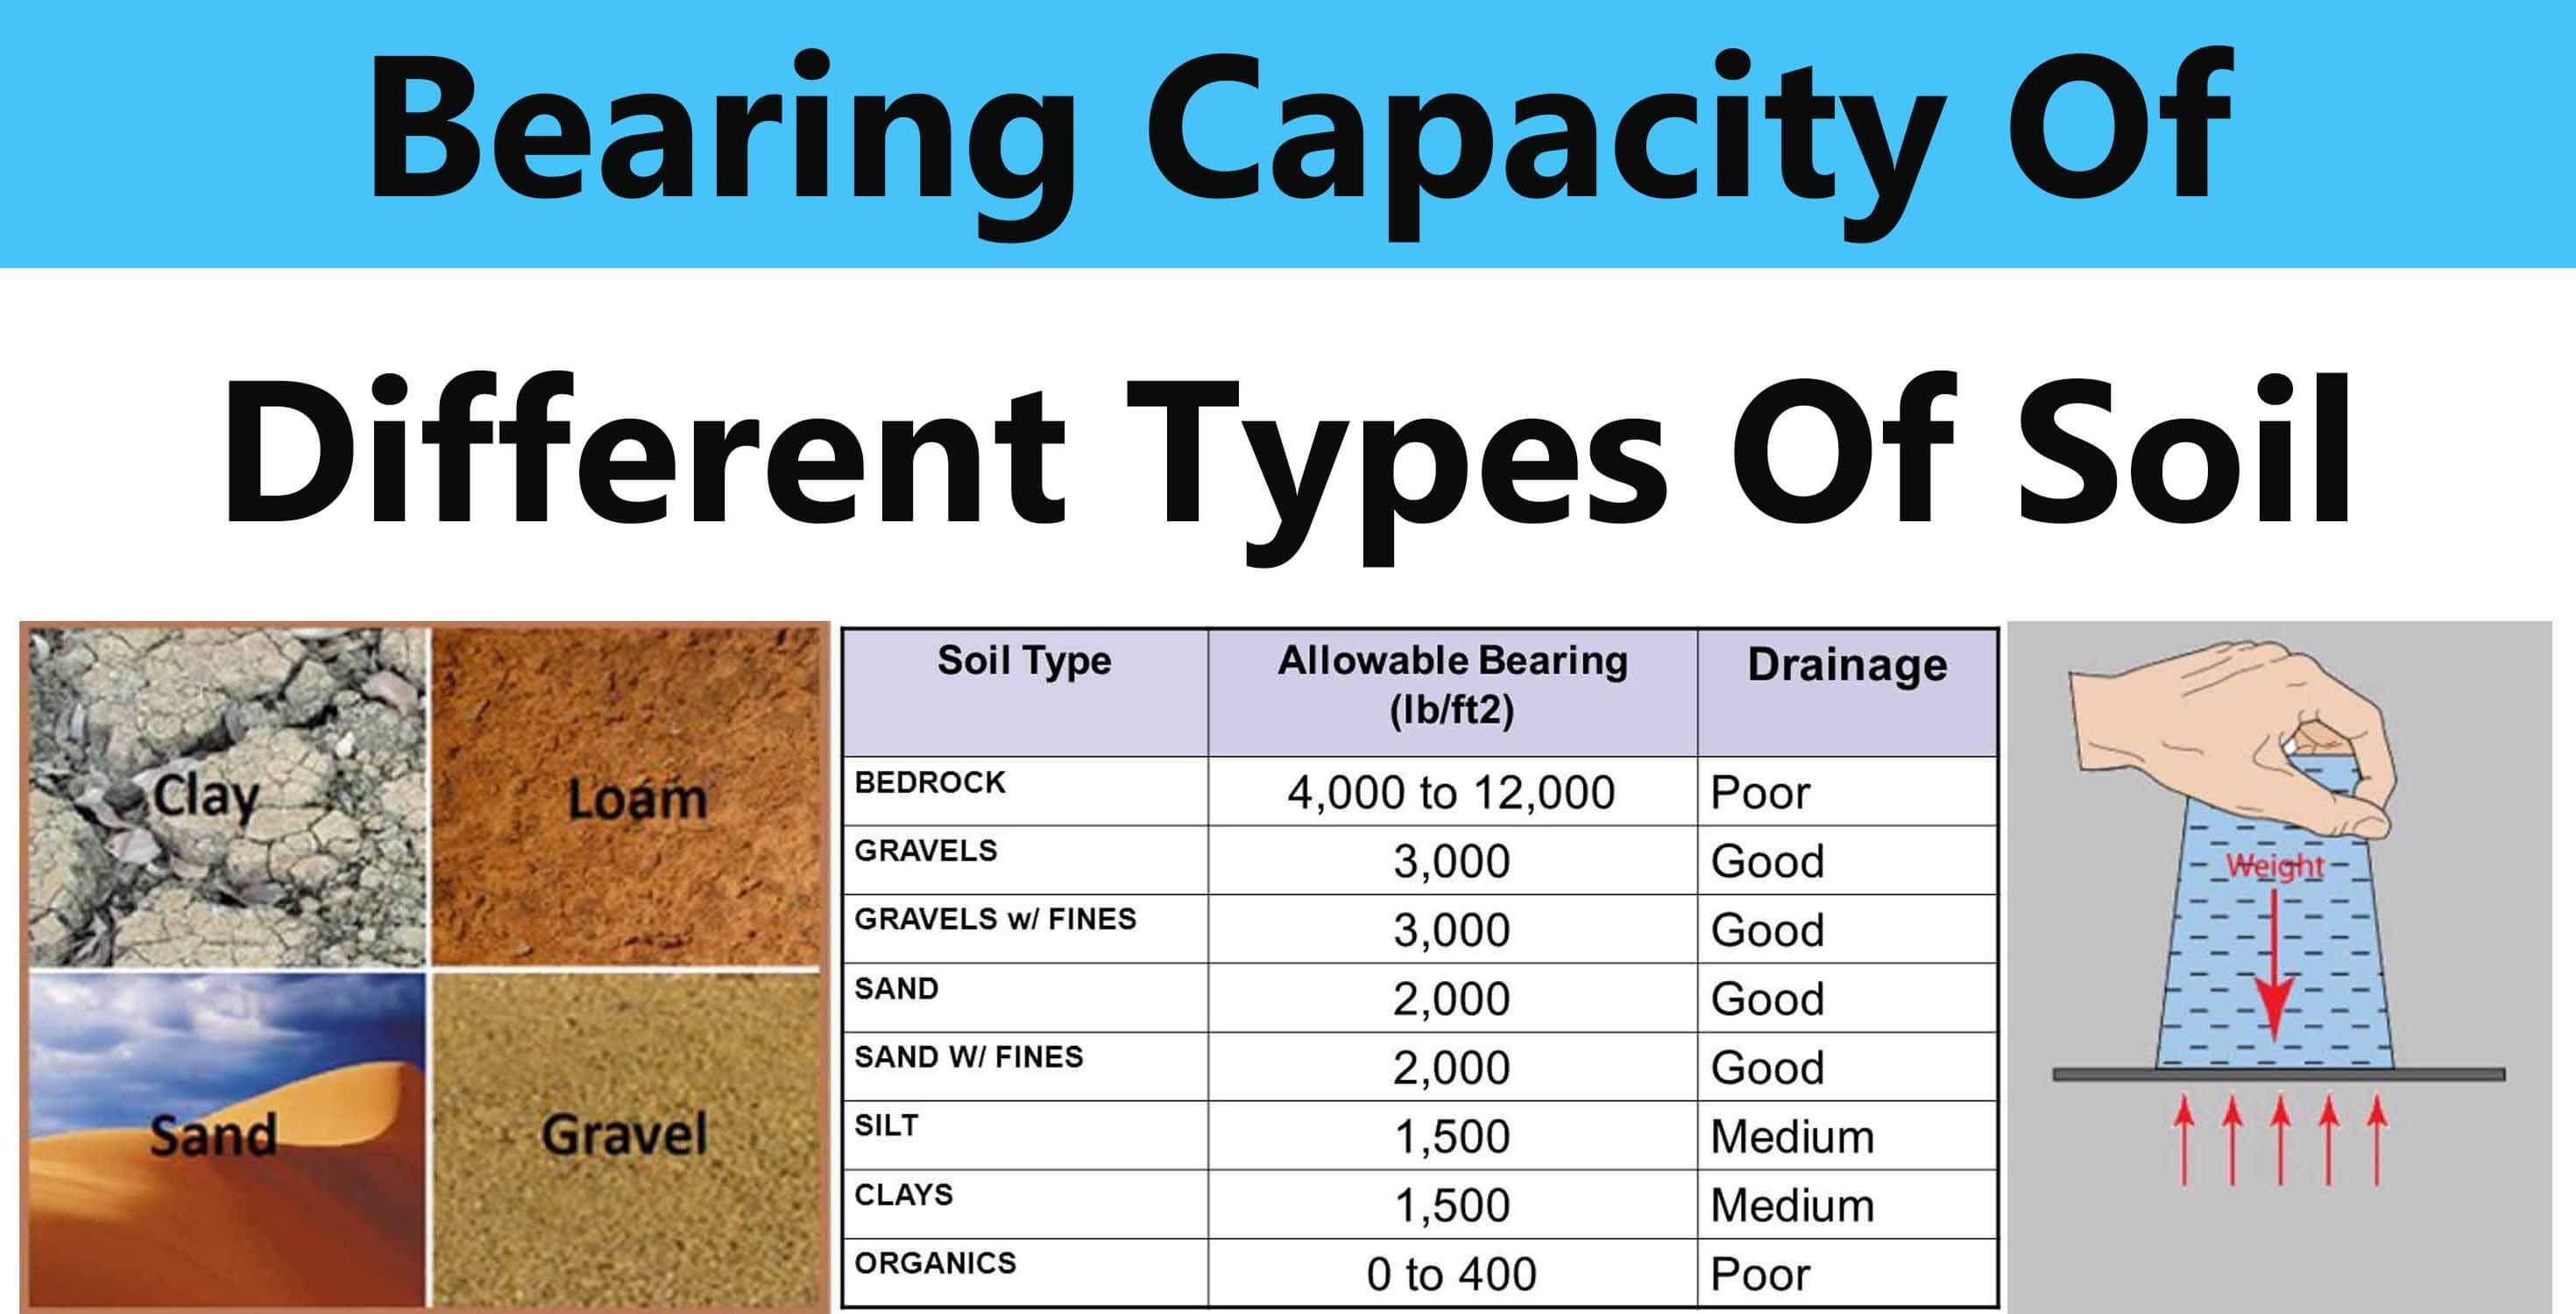 Bearing Capacity Of
Different Types Of Soil
Clay
Loam
Sand
Gravel
Soil Type Allowable Bearing (lb/ft2) Drainage
BEDROCK 4,000 to 12,000 Poor
GRAVELS 3,000 Good
GRAVELS w/ FINES 3,000 Good
SAND 2,000 Good
SAND W/ FINES 2,000 Good
SILT 1,500 Medium
CLAYS 1,500 Medium
ORGANICS 0 to 400 Poor
Weight